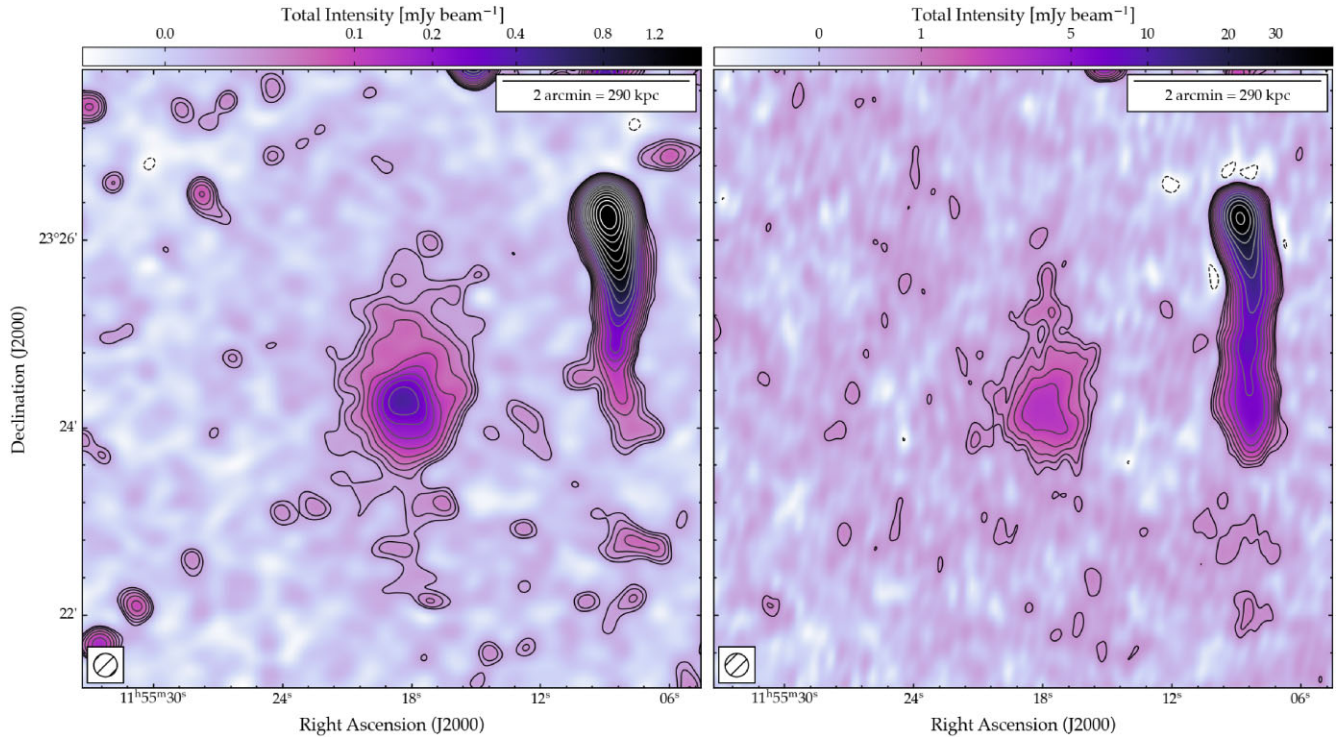 Total Intensity [mJy beam⁻¹]
0.0 0.1 0.2 0.4 0.8 1.2
2 arcmin = 290 kpc
23°26′
24′
22′
Declination (J2000)
11ʰ55ᵐ30ˢ 24ˢ 18ˢ 12ˢ 06ˢ
Right Ascension (J2000)
Total Intensity [mJy beam⁻¹]
0 1 5 10 20 30
2 arcmin = 290 kpc
11ʰ55ᵐ30ˢ 24ˢ 18ˢ 12ˢ 06ˢ
Right Ascension (J2000)